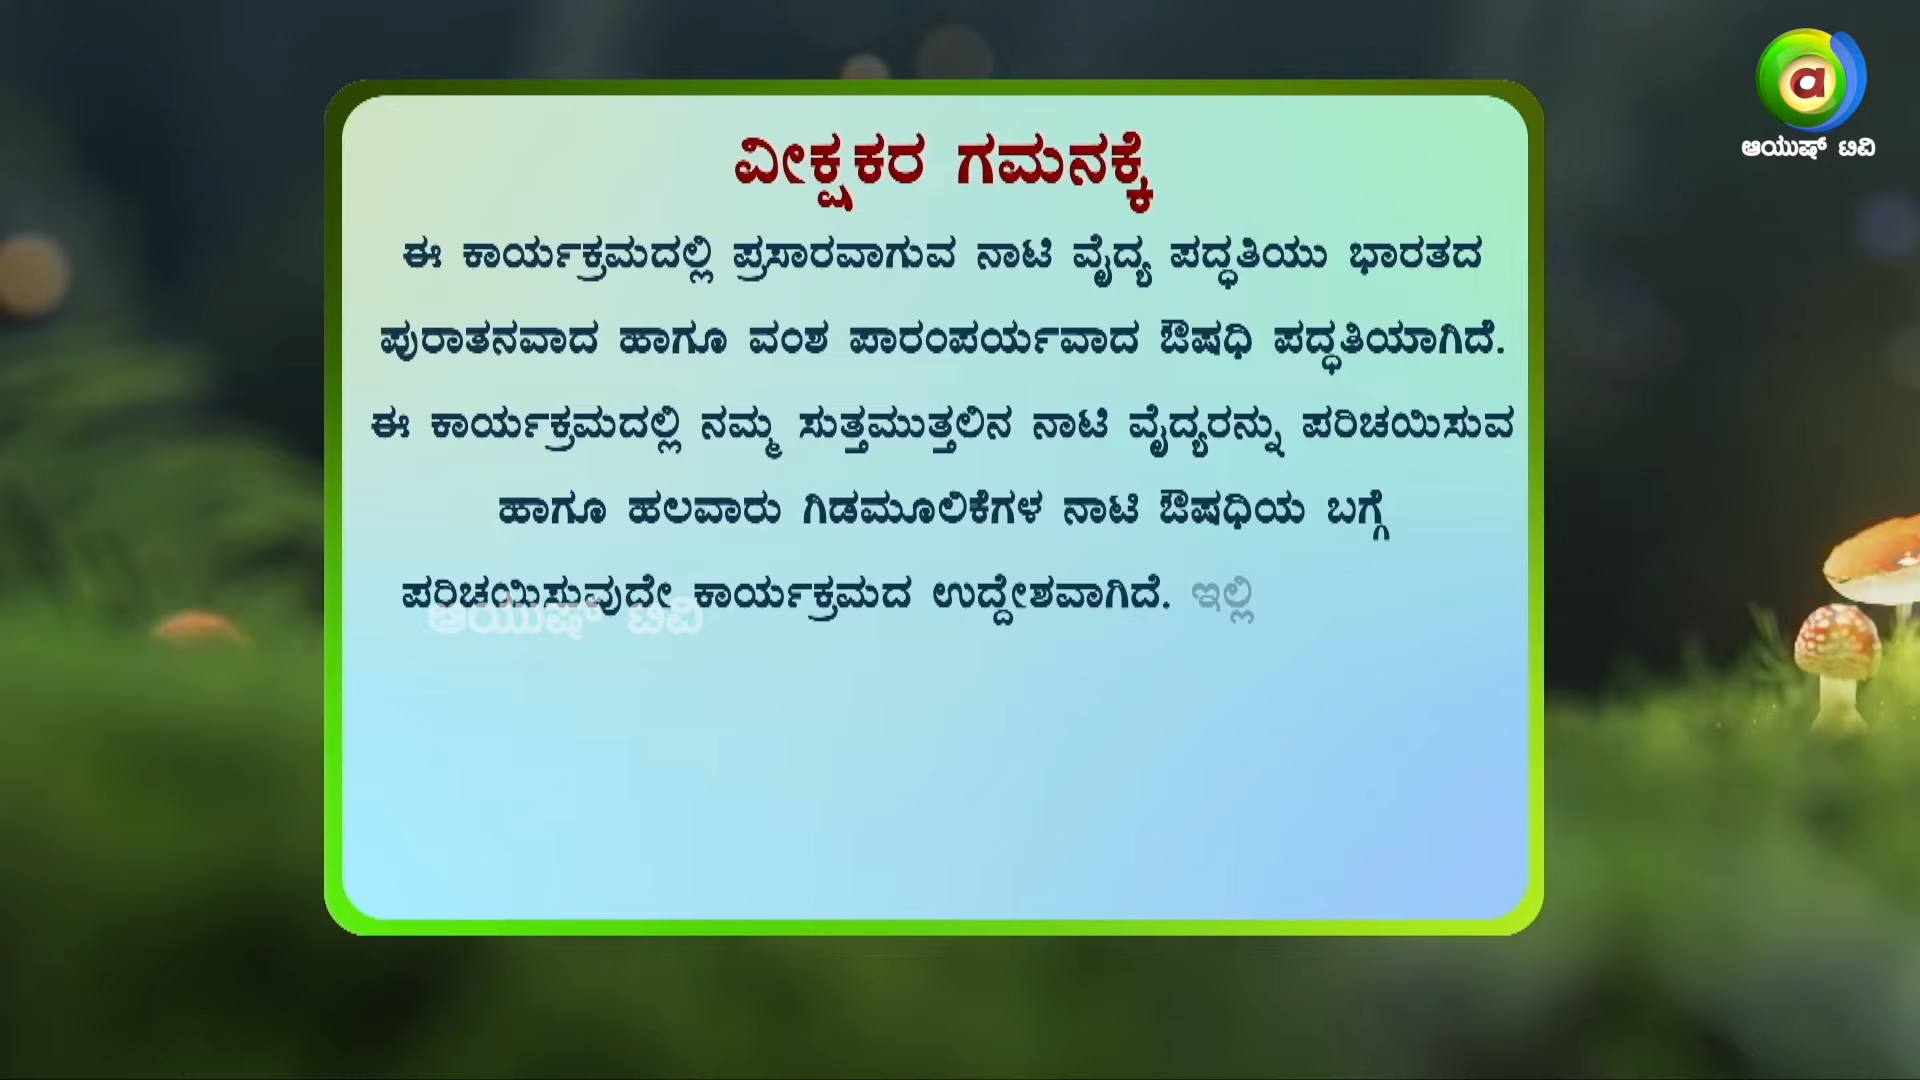 ಆಯುಷ್ ಟಿವಿ
ವೀಕ್ಷಕರ ಗಮನಕ್ಕೆ
ಈ ಕಾರ್ಯಕ್ರಮದಲ್ಲಿ ಪ್ರಸಾರವಾಗುವ ನಾಟಿ ವೈದ್ಯ ಪದ್ಧತಿಯು ಭಾರತದ
ಪುರಾತನವಾದ ಹಾಗೂ ವಂಶ ಪಾರಂಪರ್ಯವಾದ ಔಷಧಿ ಪದ್ಧತಿಯಾಗಿದೆ.
ಈ ಕಾರ್ಯಕ್ರಮದಲ್ಲಿ ನಮ್ಮ ಸುತ್ತಮುತ್ತಲಿನ ನಾಟಿ ವೈದ್ಯರನ್ನು ಪರಿಚಯಿಸುವ
ಹಾಗೂ ಹಲವಾರು ಗಿಡಮೂಲಿಕೆಗಳ ನಾಟಿ ಔಷಧಿಯ ಬಗ್ಗೆ
ಪರಿಚಯಿಸುವುದೇ ಕಾರ್ಯಕ್ರಮದ ಉದ್ದೇಶವಾಗಿದೆ. ಇಲ್ಲಿ
ಆಯುಷ್ ಟಿವಿ